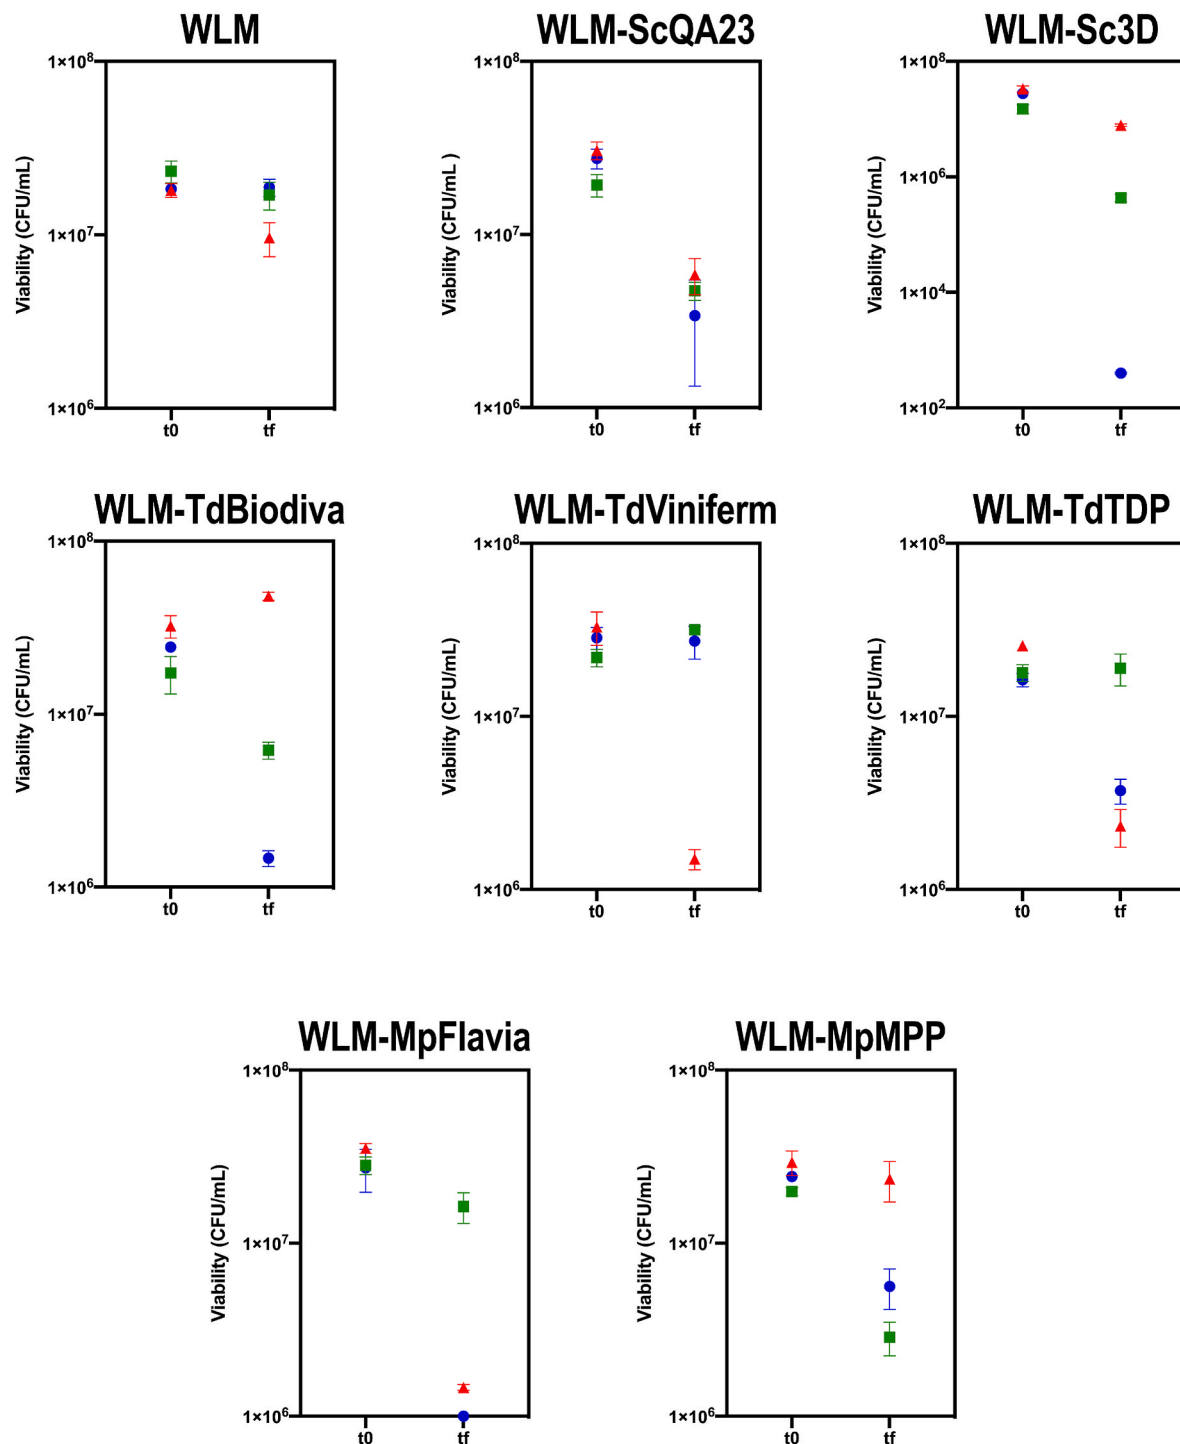 WLM
Viability (CFU/mL)
1×10⁸
1×10⁷
1×10⁶
t0 tf
WLM-ScQA23
Viability (CFU/mL )
1×10⁸
1×10⁷
1×10⁶
t0 tf
WLM-Sc3D
Viability (CFU/mL)
1×10⁸
1×10⁶
1×10⁴
1×10²
t0 tf
WLM-TdBiodiva
Viability (CFU/mL)
1×10⁸
1×10⁷
1×10⁶
t0 tf
WLM-TdViniferm
Viability (CFU/mL)
1×10⁸
1×10⁷
1×10⁶
t0 tf
WLM-TdTDP
Viability (CFU/mL)
1×10⁸
1×10⁷
1×10⁶
t0 tf
WLM-MpFlavia
Viability (CFU/mL)
1×10⁸
1×10⁷
1×10⁶
t0 tf
WLM-MpMPP
Viability (CFU/mL)
1×10⁸
1×10⁷
1×10⁶
t0 tf